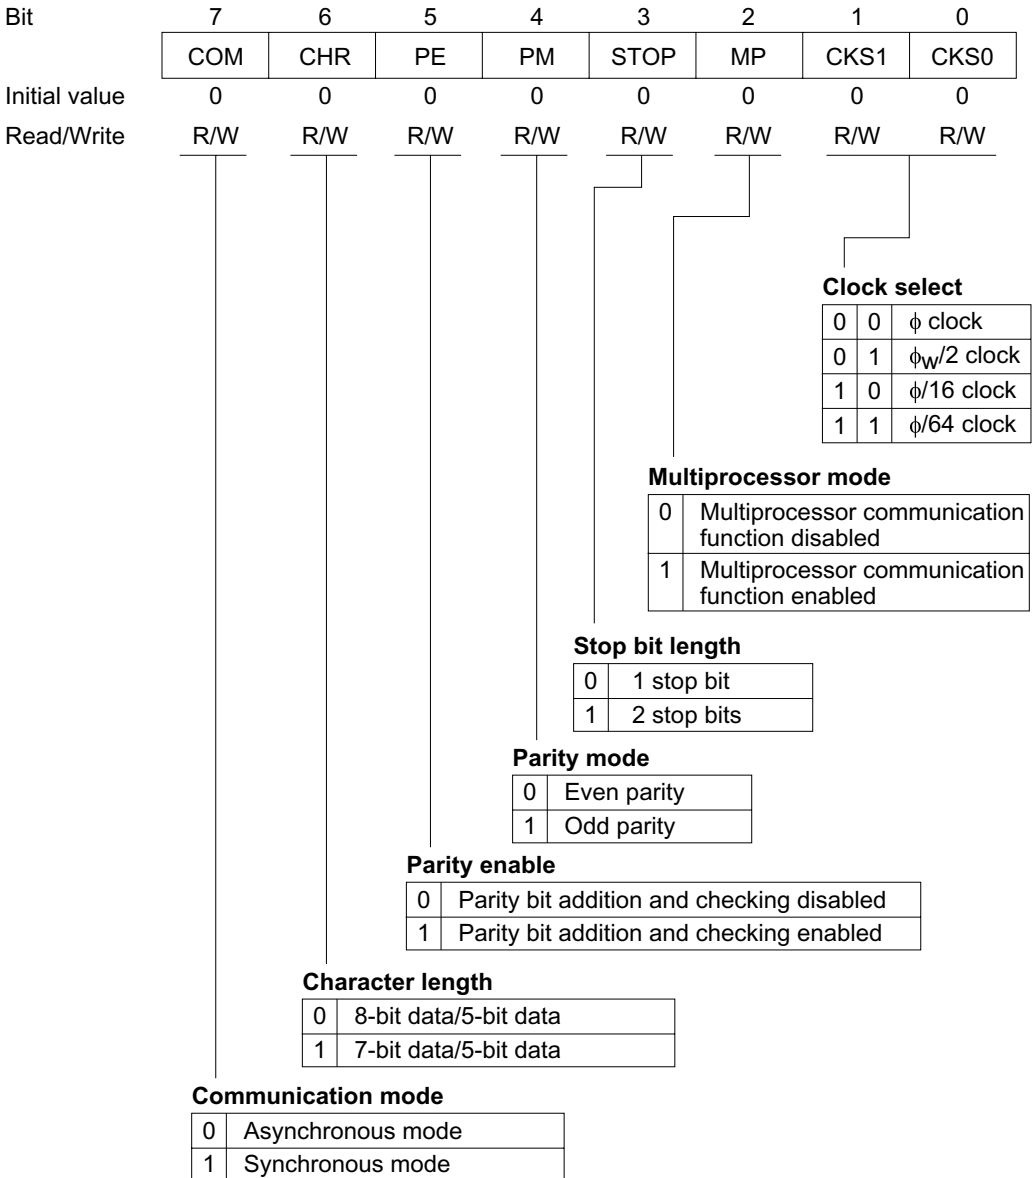 Bit 7 6 5 4 3 2 1 0
COM CHR PE PM STOP MP CKS1 CKS0
Initial value 0 0 0 0 0 0 0 0
Read/Write R/W R/W R/W R/W R/W R/W R/W R/W
Clock select
0 0 ϕ clock
0 1 ϕW/2 clock
1 0 ϕ/16 clock
1 1 ϕ/64 clock
Multiprocessor mode
0 Multiprocessor communication
function disabled
1 Multiprocessor communication
function enabled
Stop bit length
0 1 stop bit
1 2 stop bits
Parity mode
0 Even parity
1 Odd parity
Parity enable
0 Parity bit addition and checking disabled
1 Parity bit addition and checking enabled
Character length
0 8-bit data/5-bit data
1 7-bit data/5-bit data
Communication mode
0 Asynchronous mode
1 Synchronous mode